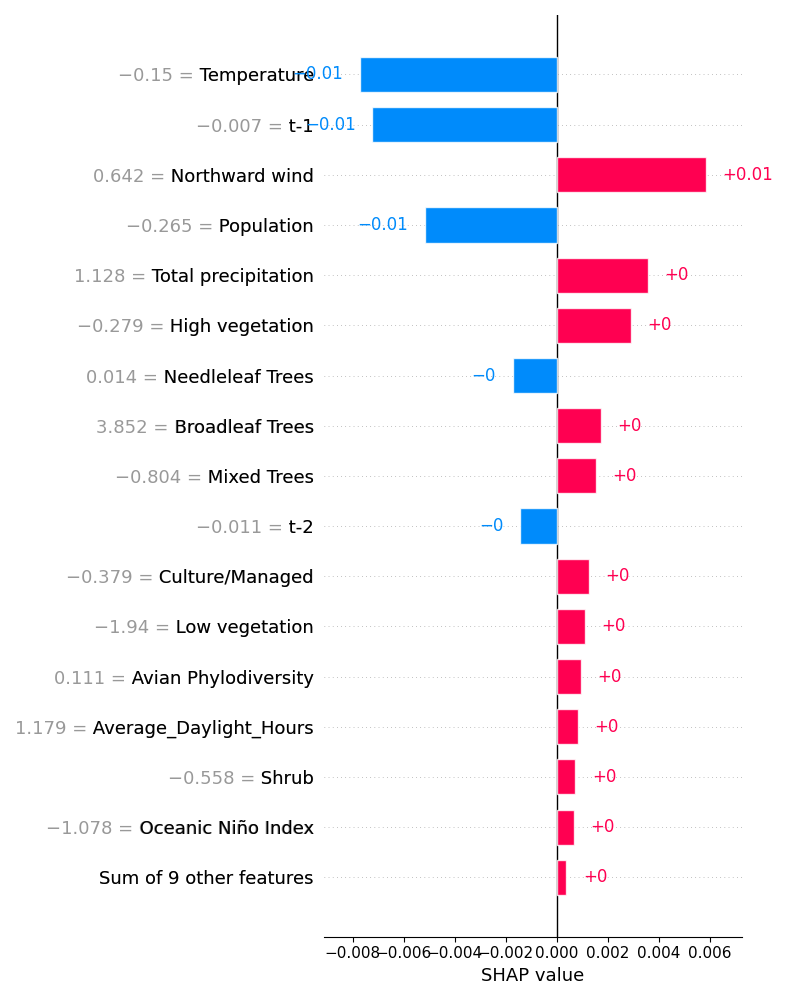 −0.15 = Temperature −0.01
−0.007 = t-1 −0.01
0.642 = Northward wind +0.01
−0.265 = Population −0.01
1.128 = Total precipitation +0
−0.279 = High vegetation +0
0.014 = Needleleaf Trees −0
3.852 = Broadleaf Trees +0
−0.804 = Mixed Trees +0
−0.011 = t-2 −0
−0.379 = Culture/Managed +0
−1.94 = Low vegetation +0
0.111 = Avian Phylodiversity +0
1.179 = Average_Daylight_Hours +0
−0.558 = Shrub +0
−1.078 = Oceanic Niño Index +0
Sum of 9 other features +0
−0.008 −0.006 −0.004 −0.002 0.000 0.002 0.004 0.006
SHAP value